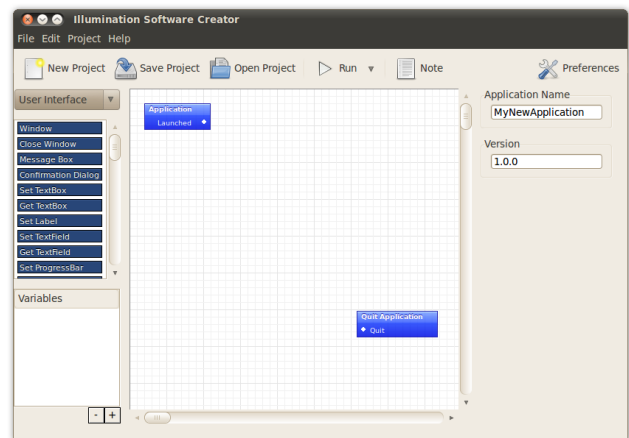 Illumination Software Creator
File Edit Project Help
New Project Save Project Open Project Run Note Preferences
User Interface
Window
Close Window
Message Box
Confirmation Dialog
Set TextBox
Get TextBox
Set Label
Set TextField
Get TextField
Set ProgressBar
Variables
- +
Application
Launched
Quit Application
Quit
Application Name
MyNewApplication
Version
1.0.0